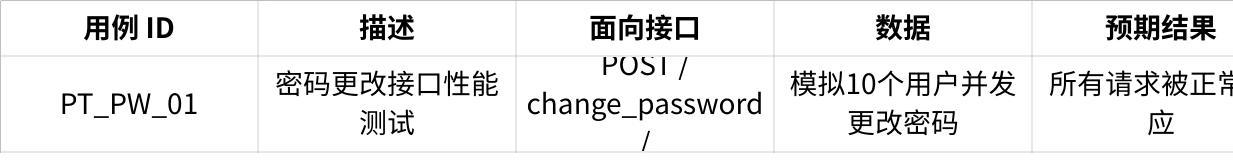 用例 ID 描述 面向接口 数据 预期结果
PT_PW_01
密码更改接口性能
测试
POST /
change_password
/
模拟10个用户并发
更改密码
所有请求被正常
应